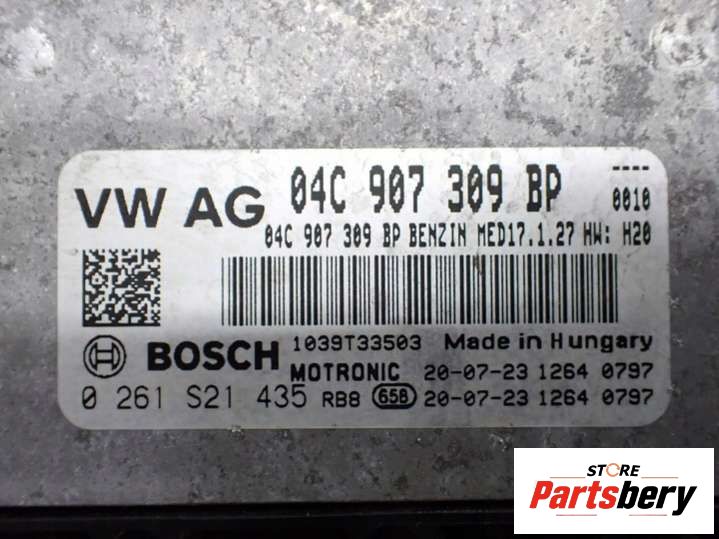 VW AG 04C 907 309 BP ----
0010
04C 907 309 BP BENZIN MED17.1.27 HW: H20
BOSCH 1039T33503 Made in Hungary
MOTRONIC 20-07-23 1264 0797
0 261 S21 435 RB8 658 20-07-23 1264 0797
STORE
Partsbery